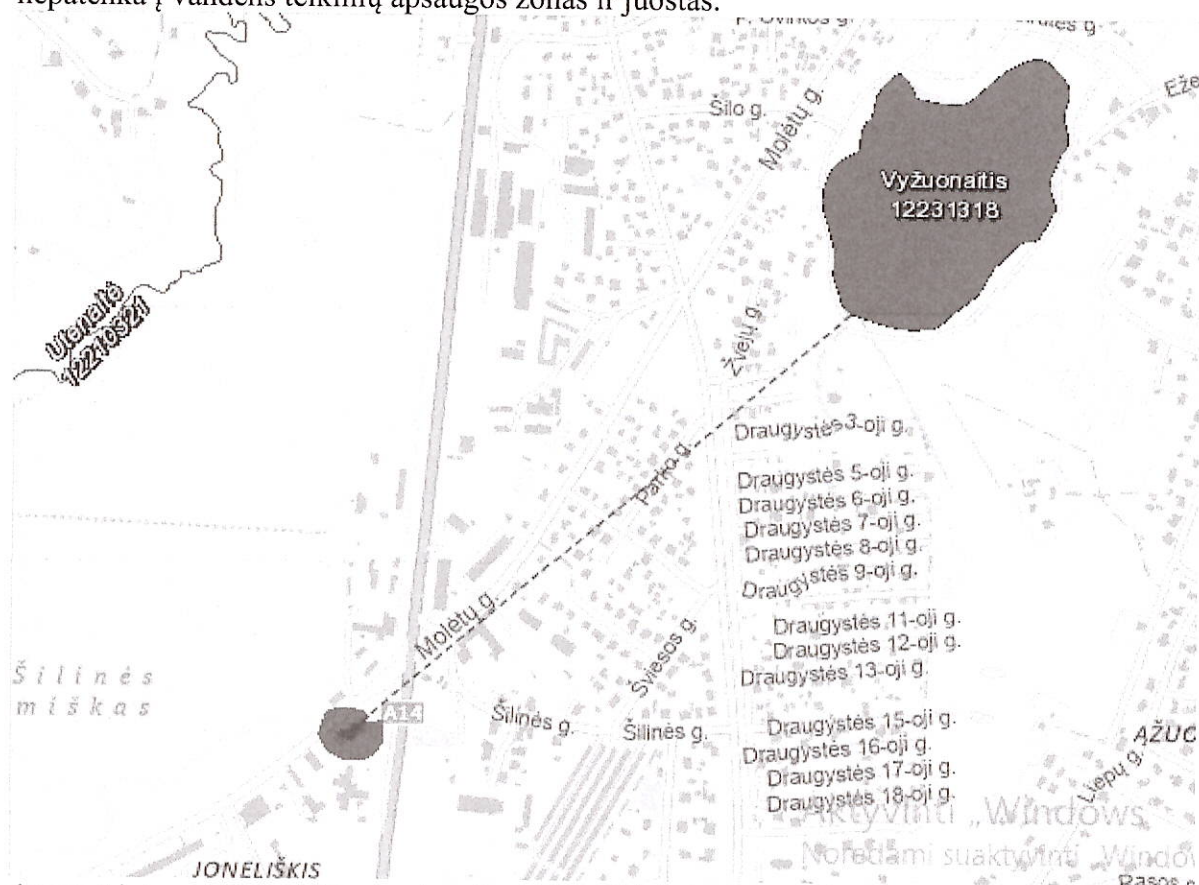 nepatenka į vandens telkinių apsaugos zonas ir juostas.
Šilo g.
Molėtų g.
Vyžuonaitis
12231318
Utenaitė
12210321
Žvejų g.
Draugystės 3-oji g.
Parko g.
Draugystės 5-oji g.
Draugystės 6-oji g.
Draugystės 7-oji g.
Draugystės 8-oji g.
Draugystės 9-oji g.
Molėtų g.
Draugystės 11-oji g.
Draugystės 12-oji g.
Šviesos g.
Draugystės 13-oji g.
Šilinės
miškas
A14
Šilinės g.
Šilinės g.
Draugystės 15-oji g.
Draugystės 16-oji g.
Draugystės 17-oji g.
Draugystės 18-oji g.
AŽUO
Liepų g.
Aktyvinti „Windows
Norėdami suaktyvinti „Windo
JONELIŠKIS